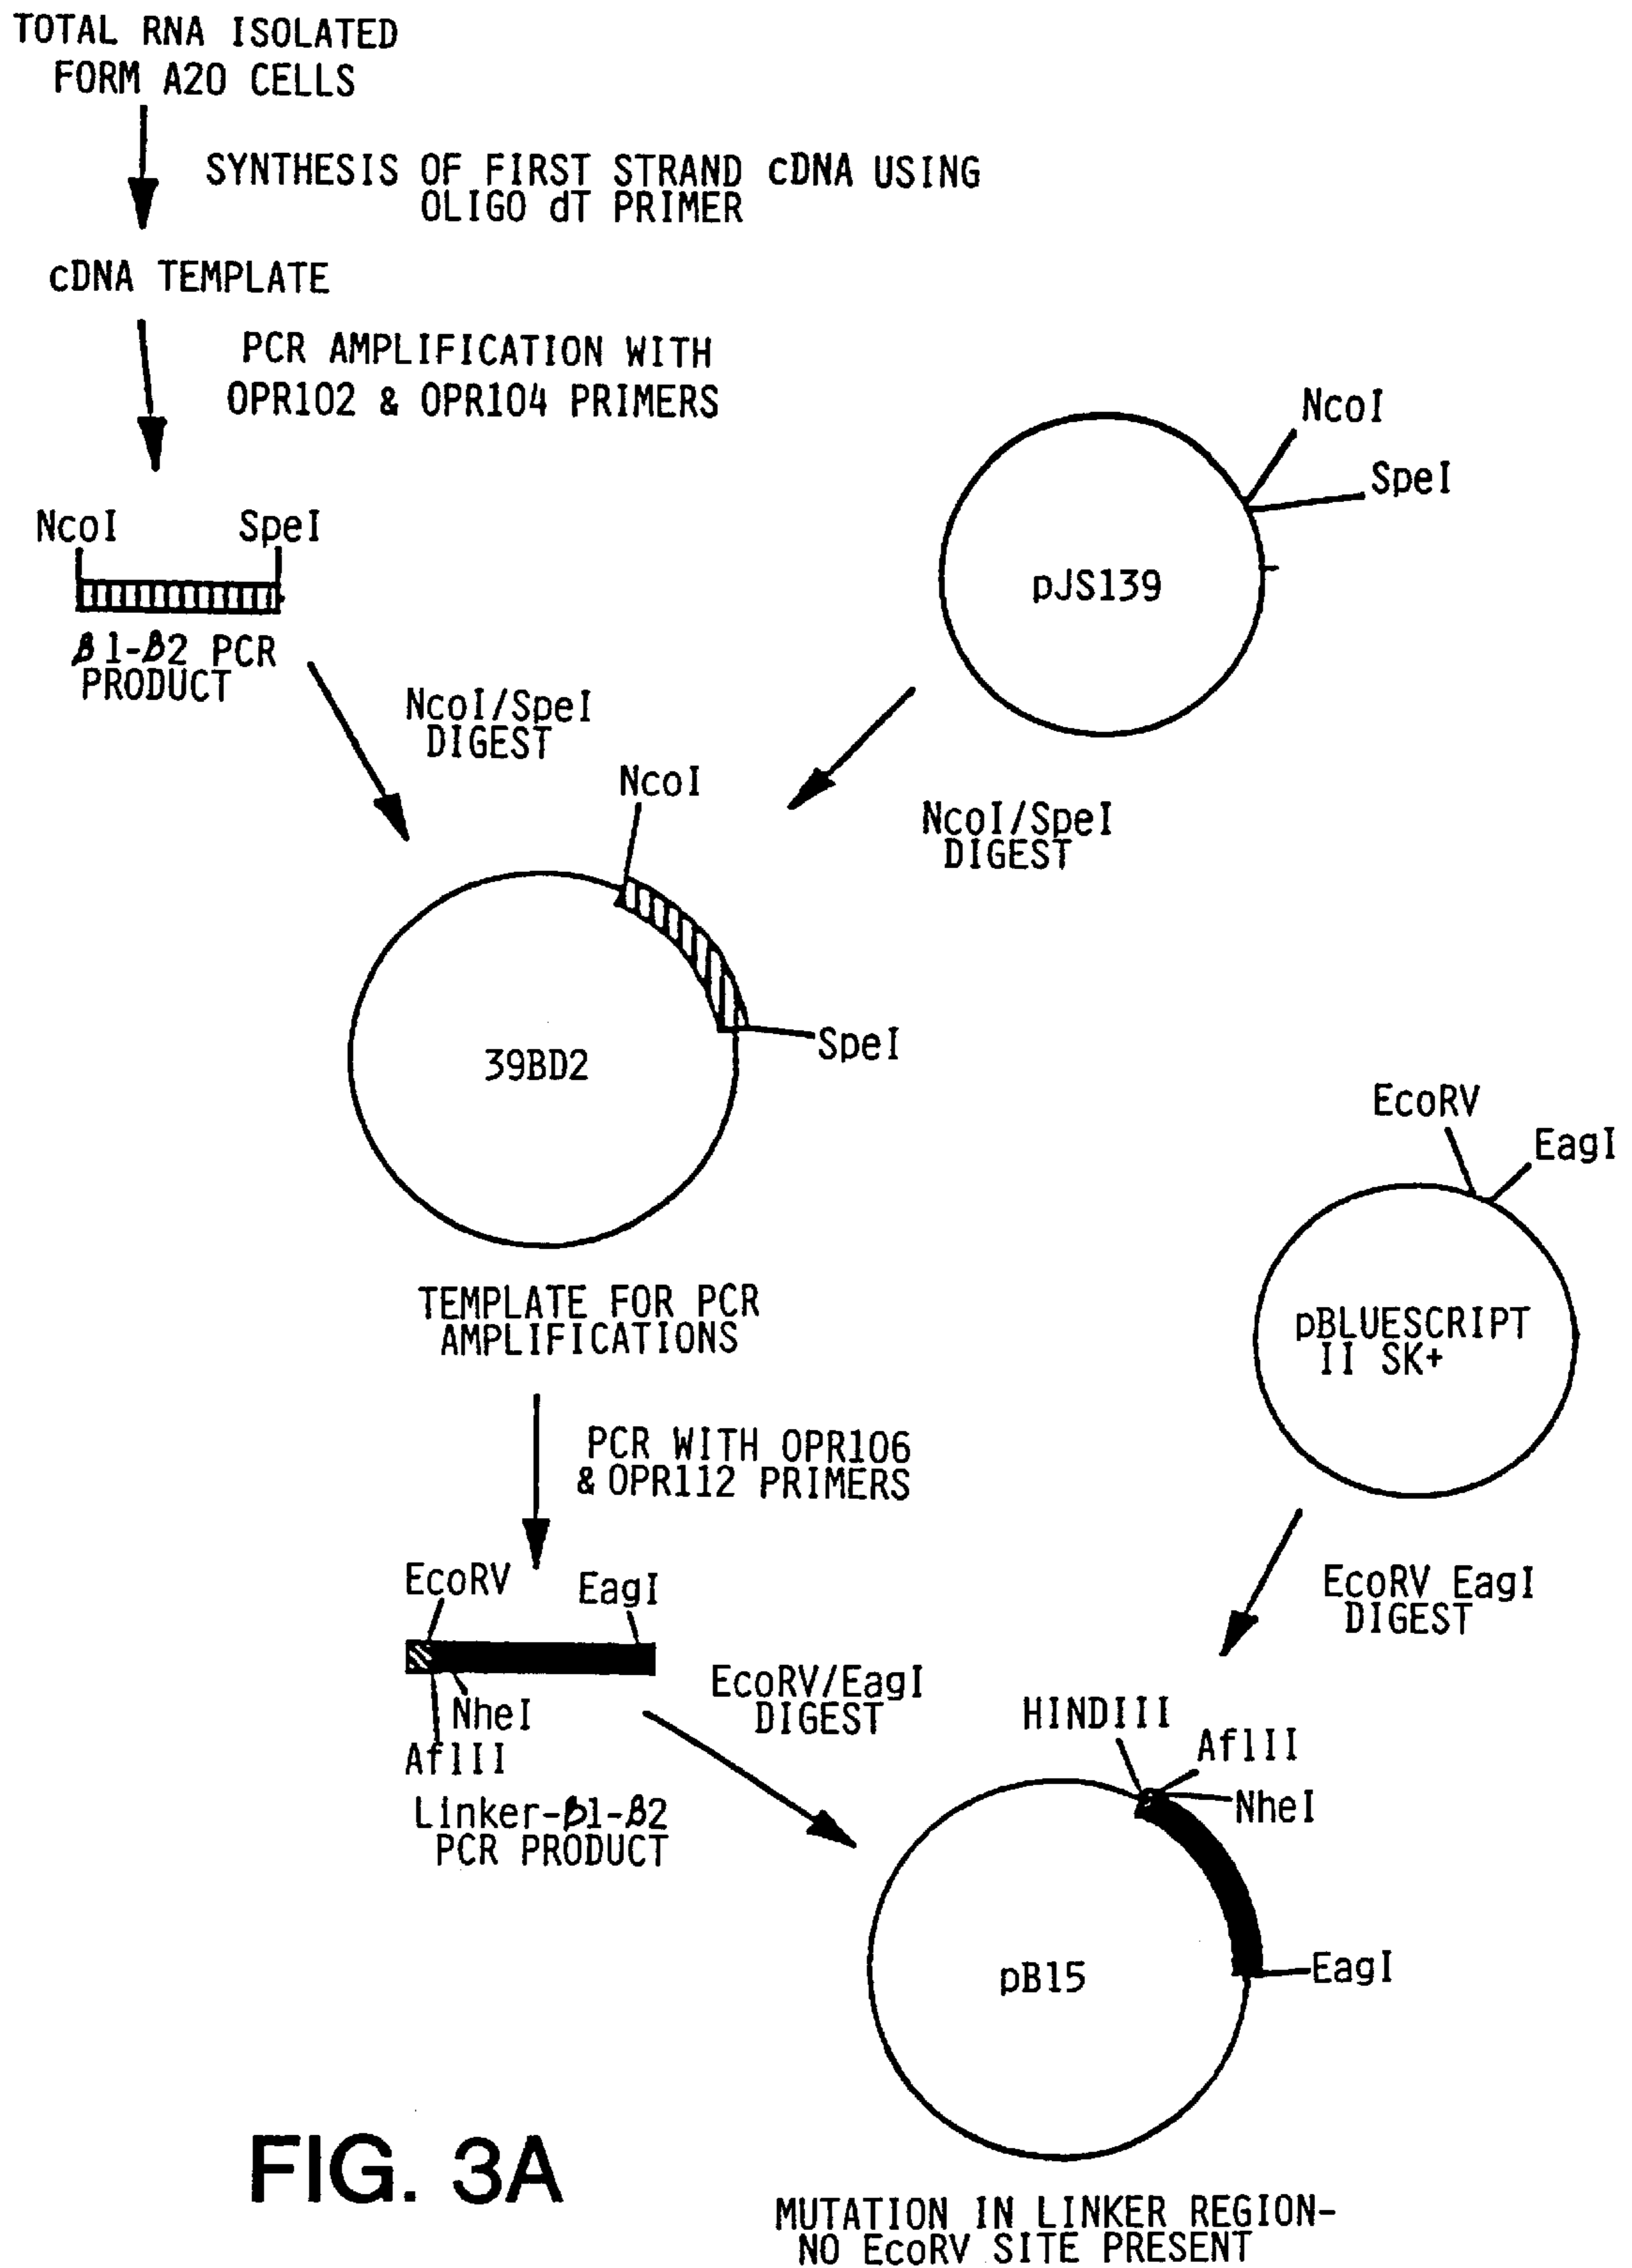 TOTAL RNA ISOLATED
FORM A20 CELLS
SYNTHESIS OF FIRST STRAND cDNA USING
OLIGO dT PRIMER
cDNA TEMPLATE
PCR AMPLIFICATION WITH
OPR102 & OPR104 PRIMERS
NcoI
SpeI
β1-β2 PCR
PRODUCT
NcoI
SpeI
pJS139
NcoI/SpeI
DIGEST
NcoI/SpeI
DIGEST
NcoI
SpeI
39BD2
TEMPLATE FOR PCR
AMPLIFICATIONS
EcoRV
EagI
pBLUESCRIPT
II SK+
PCR WITH OPR106
& OPR112 PRIMERS
EcoRV
EagI
NheI
AflII
Linker-β1-β2
PCR PRODUCT
EcoRV/EagI
DIGEST
EcoRV EagI
DIGEST
HINDIII
AflII
NheI
EagI
pB15
FIG. 3A
MUTATION IN LINKER REGION-
NO EcoRV SITE PRESENT